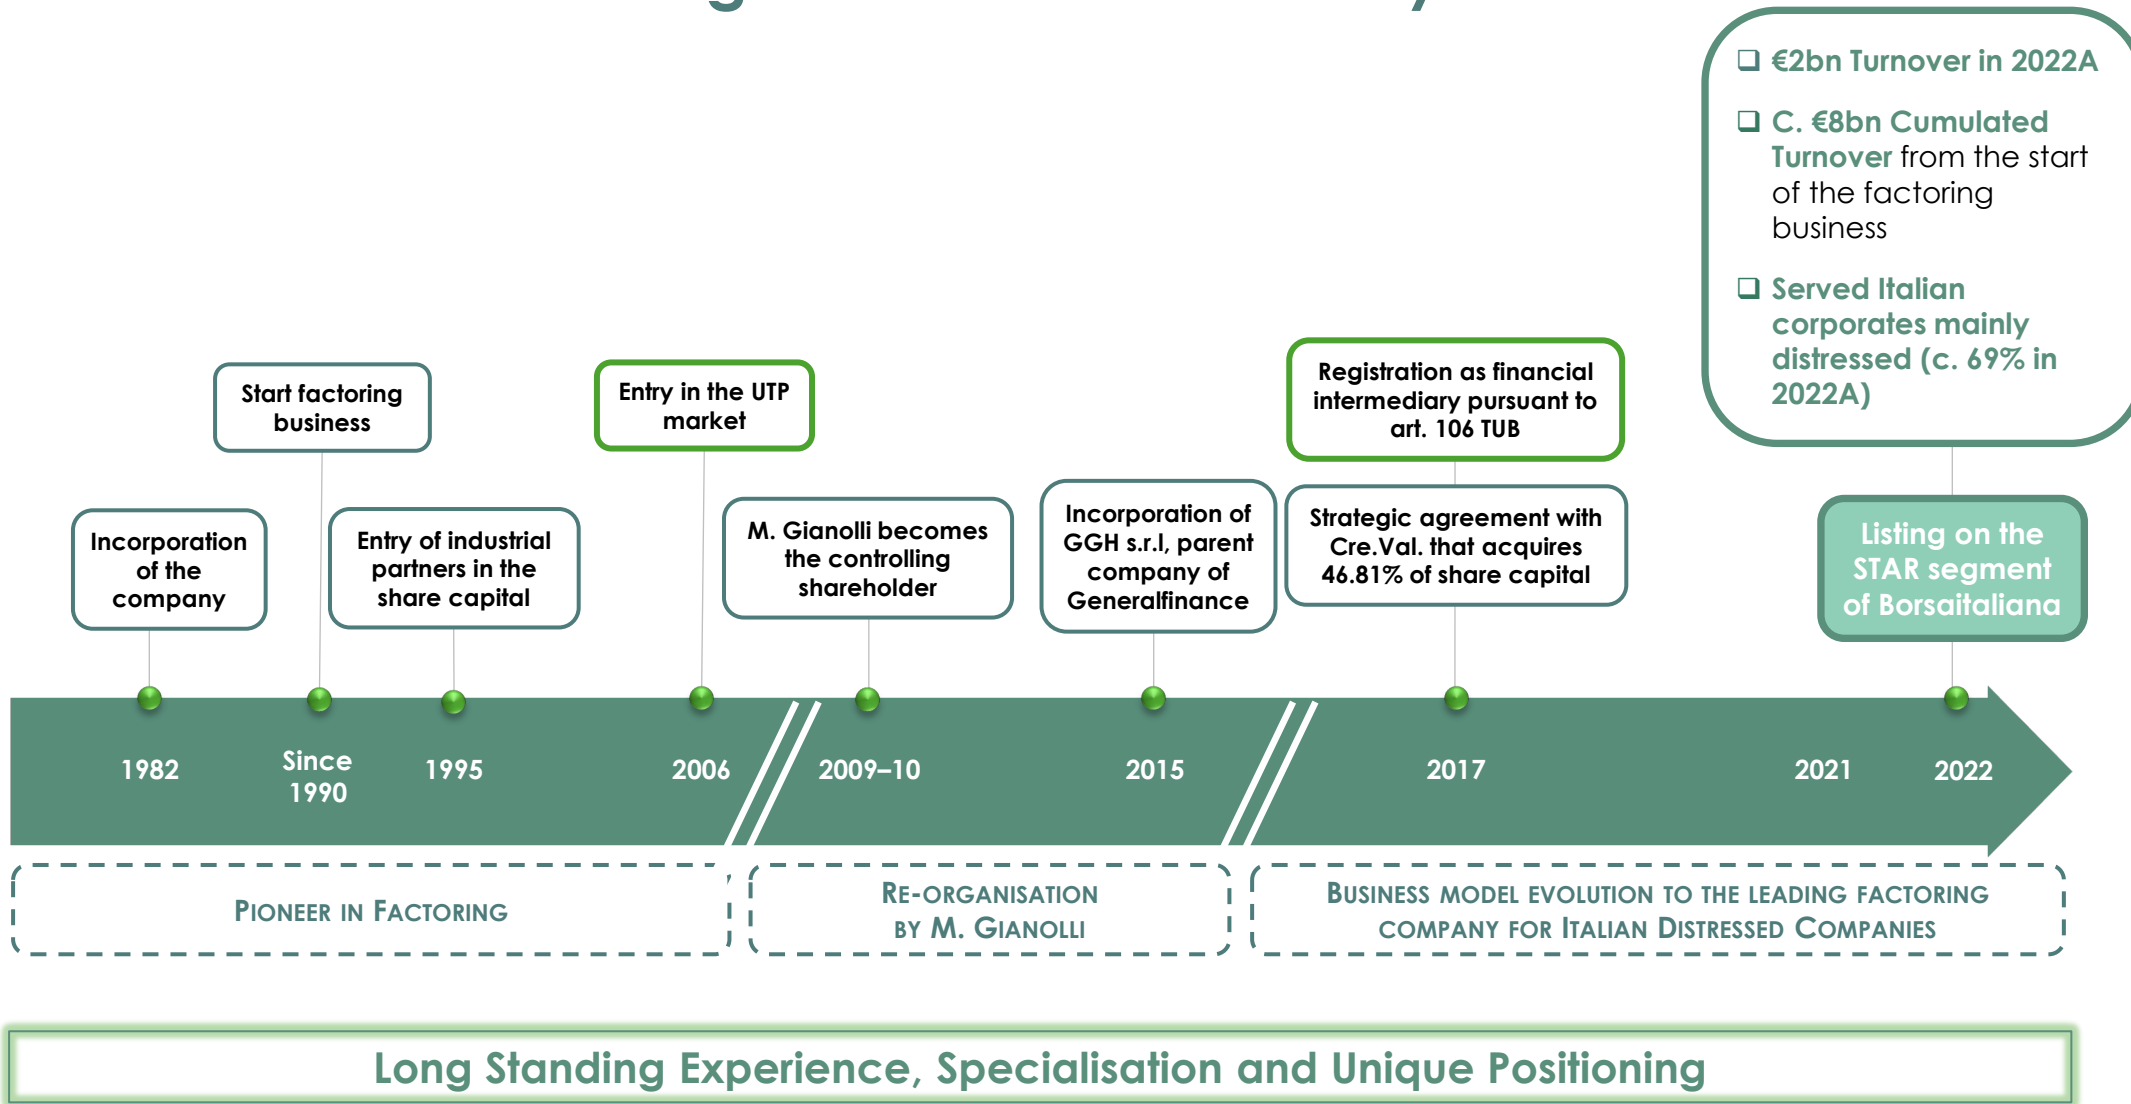 ❑ €2bn Turnover in 2022A
❑ C. €8bn Cumulated
Turnover from the start
of the factoring
business
❑ Served Italian
corporates mainly
distressed (c. 69% in
2022A)
Start factoring
business
Entry in the UTP
market
Registration as financial
intermediary pursuant to
art. 106 TUB
Incorporation
of the
company
Entry of industrial
partners in the
share capital
M. Gianolli becomes
the controlling
shareholder
Incorporation of
GGH s.r.l, parent
company of
Generalfinance
Strategic agreement with
Cre.Val. that acquires
46.81% of share capital
Listing on the
STAR segment
of Borsaitaliana
1982
Since
1990
1995
2006
2009–10
2015
2017
2021
2022
PIONEER IN FACTORING
RE-ORGANISATION
BY M. GIANOLLI
BUSINESS MODEL EVOLUTION TO THE LEADING FACTORING
COMPANY FOR ITALIAN DISTRESSED COMPANIES
Long Standing Experience, Specialisation and Unique Positioning